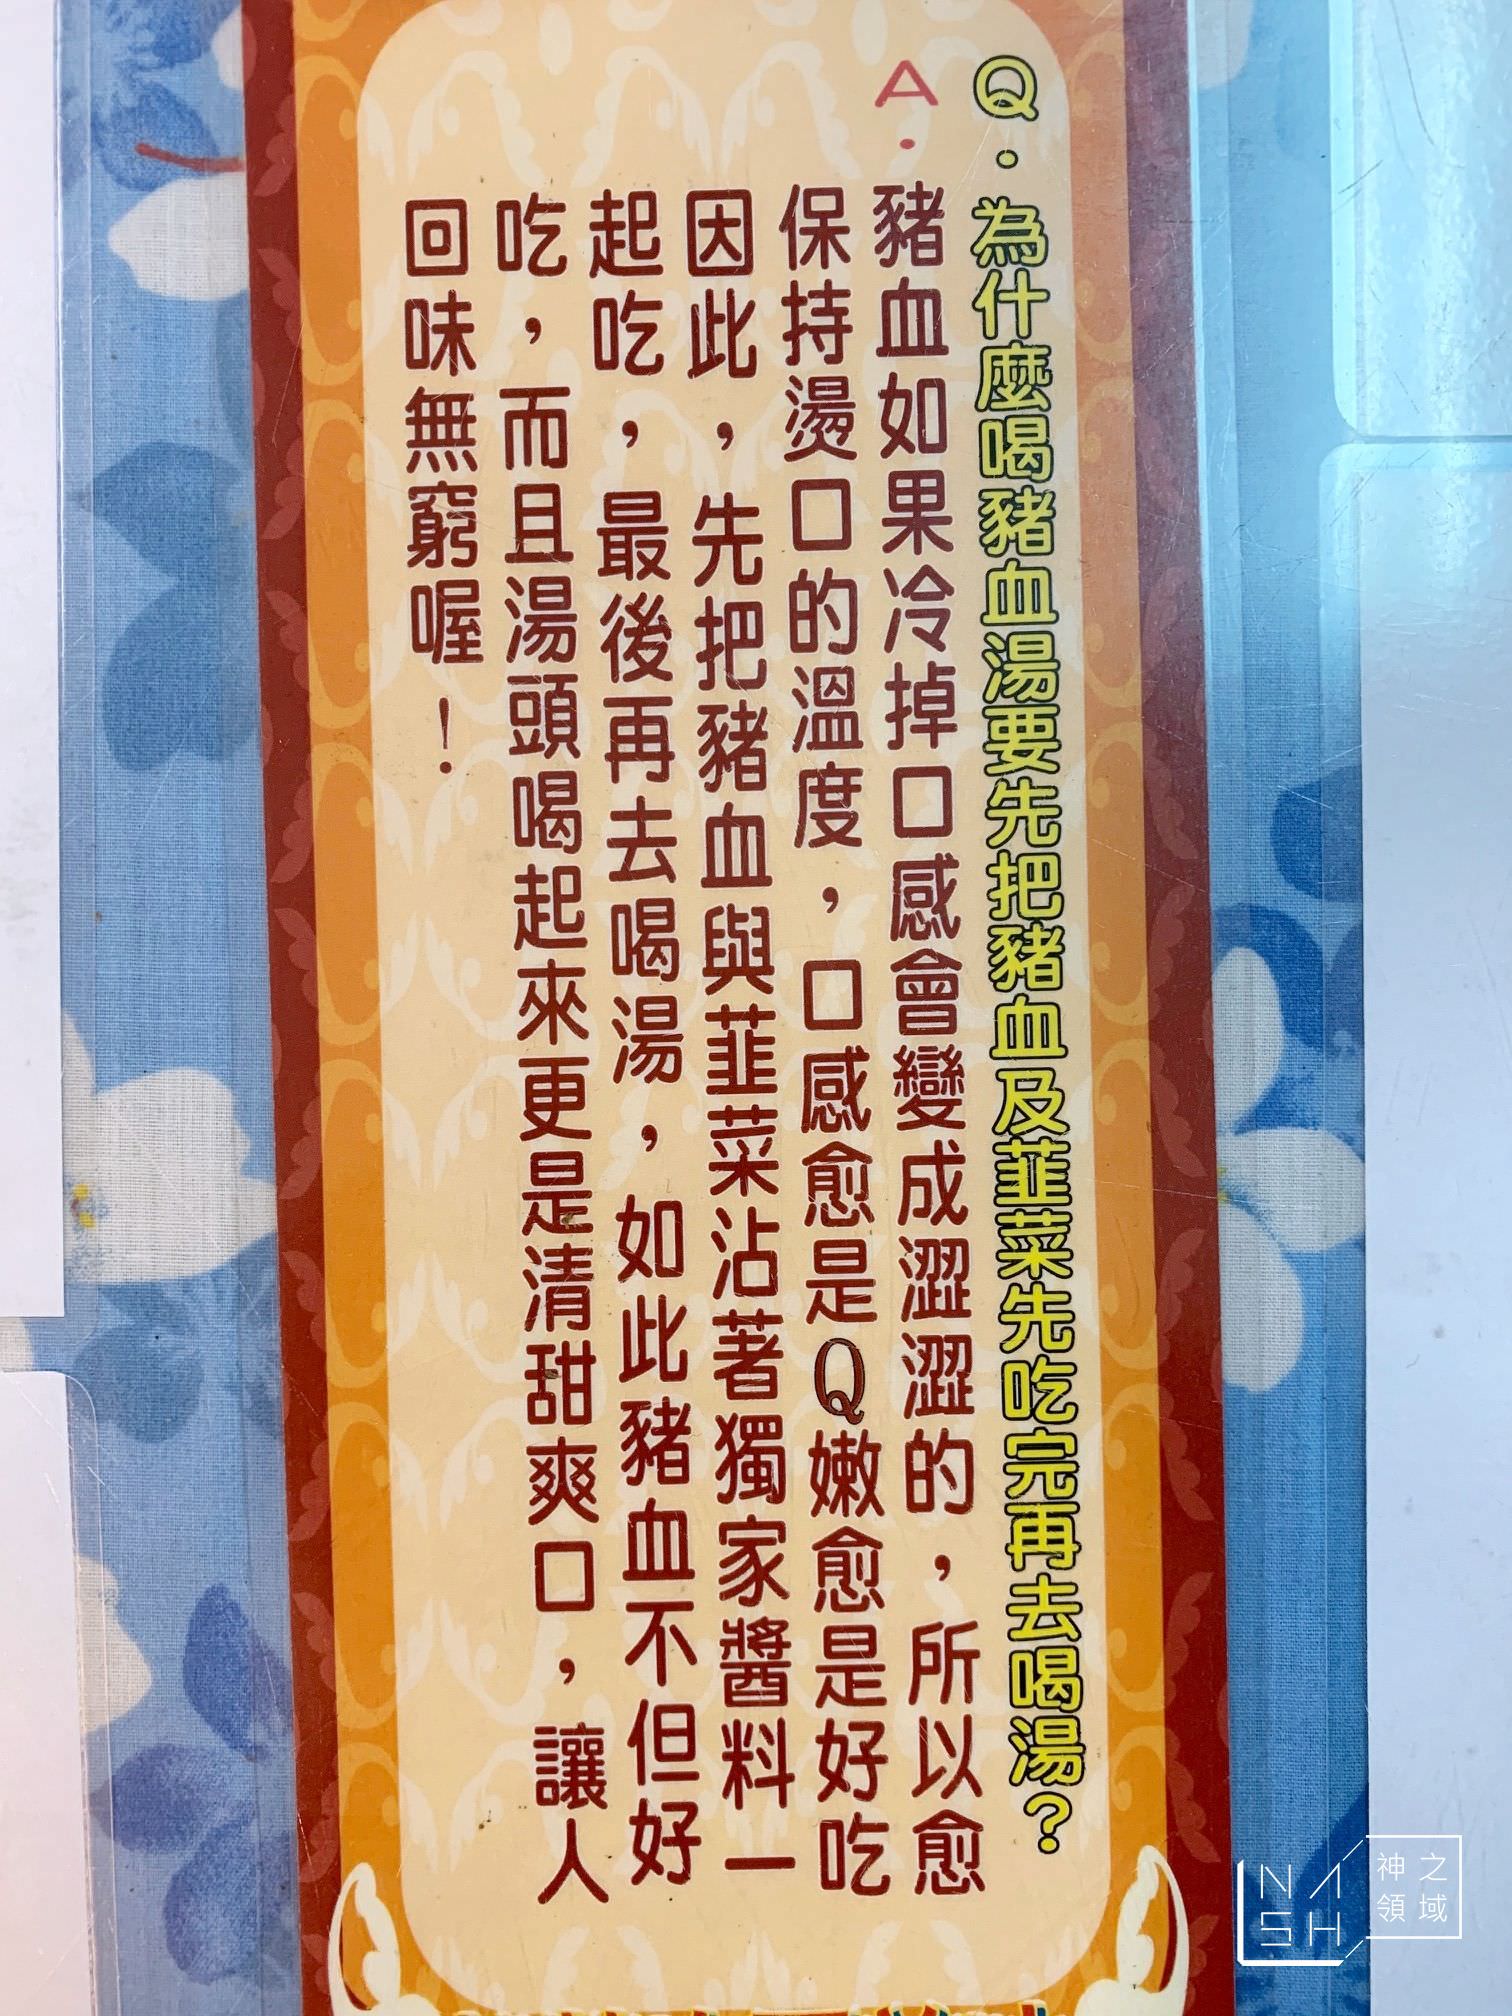 Q.為什麼喝豬血湯要先把豬血及韮菜先吃完再去喝湯?
A.豬血如果冷掉口感會變成澀澀的，所以愈
保持燙口的溫度，口感愈是Q嫩愈是好吃
因此，先把豬血與韮菜沾著獨家醬料一
起吃，最後再去喝湯，如此豬血不但好
吃，而且湯頭喝起來更是清甜爽口，讓人
回味無窮喔！
NASH
神之
領域